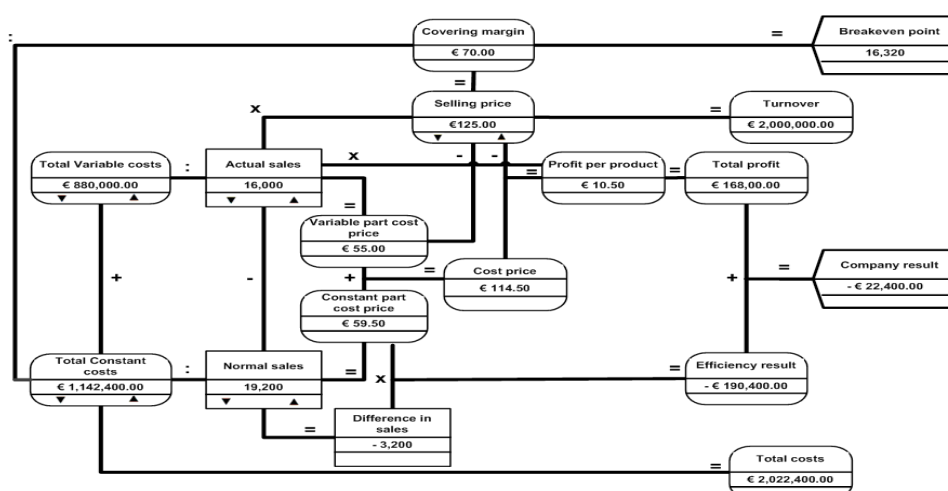 Covering margin
€ 70.00
Breakeven point
16,320
:
=
=
Selling price
€125.00
▼ ▲
x
=
Turnover
€ 2,000,000.00
Total Variable costs
€ 880,000.00
▼ ▲
:
Actual sales
16,000
▼ ▲
x
- -
=
Profit per product
€ 10.50
=
Total profit
€ 168,00.00
=
Variable part cost
price
€ 55.00
+
-
+
=
Cost price
€ 114.50
+
=
Company result
- € 22,400.00
Constant part
cost price
€ 59.50
Total Constant
costs
€ 1,142,400.00
▼ ▲
:
Normal sales
19,200
▼ ▲
=
x
=
Efficiency result
- € 190,400.00
=
Difference in
sales
- 3,200
=
Total costs
€ 2,022,400.00